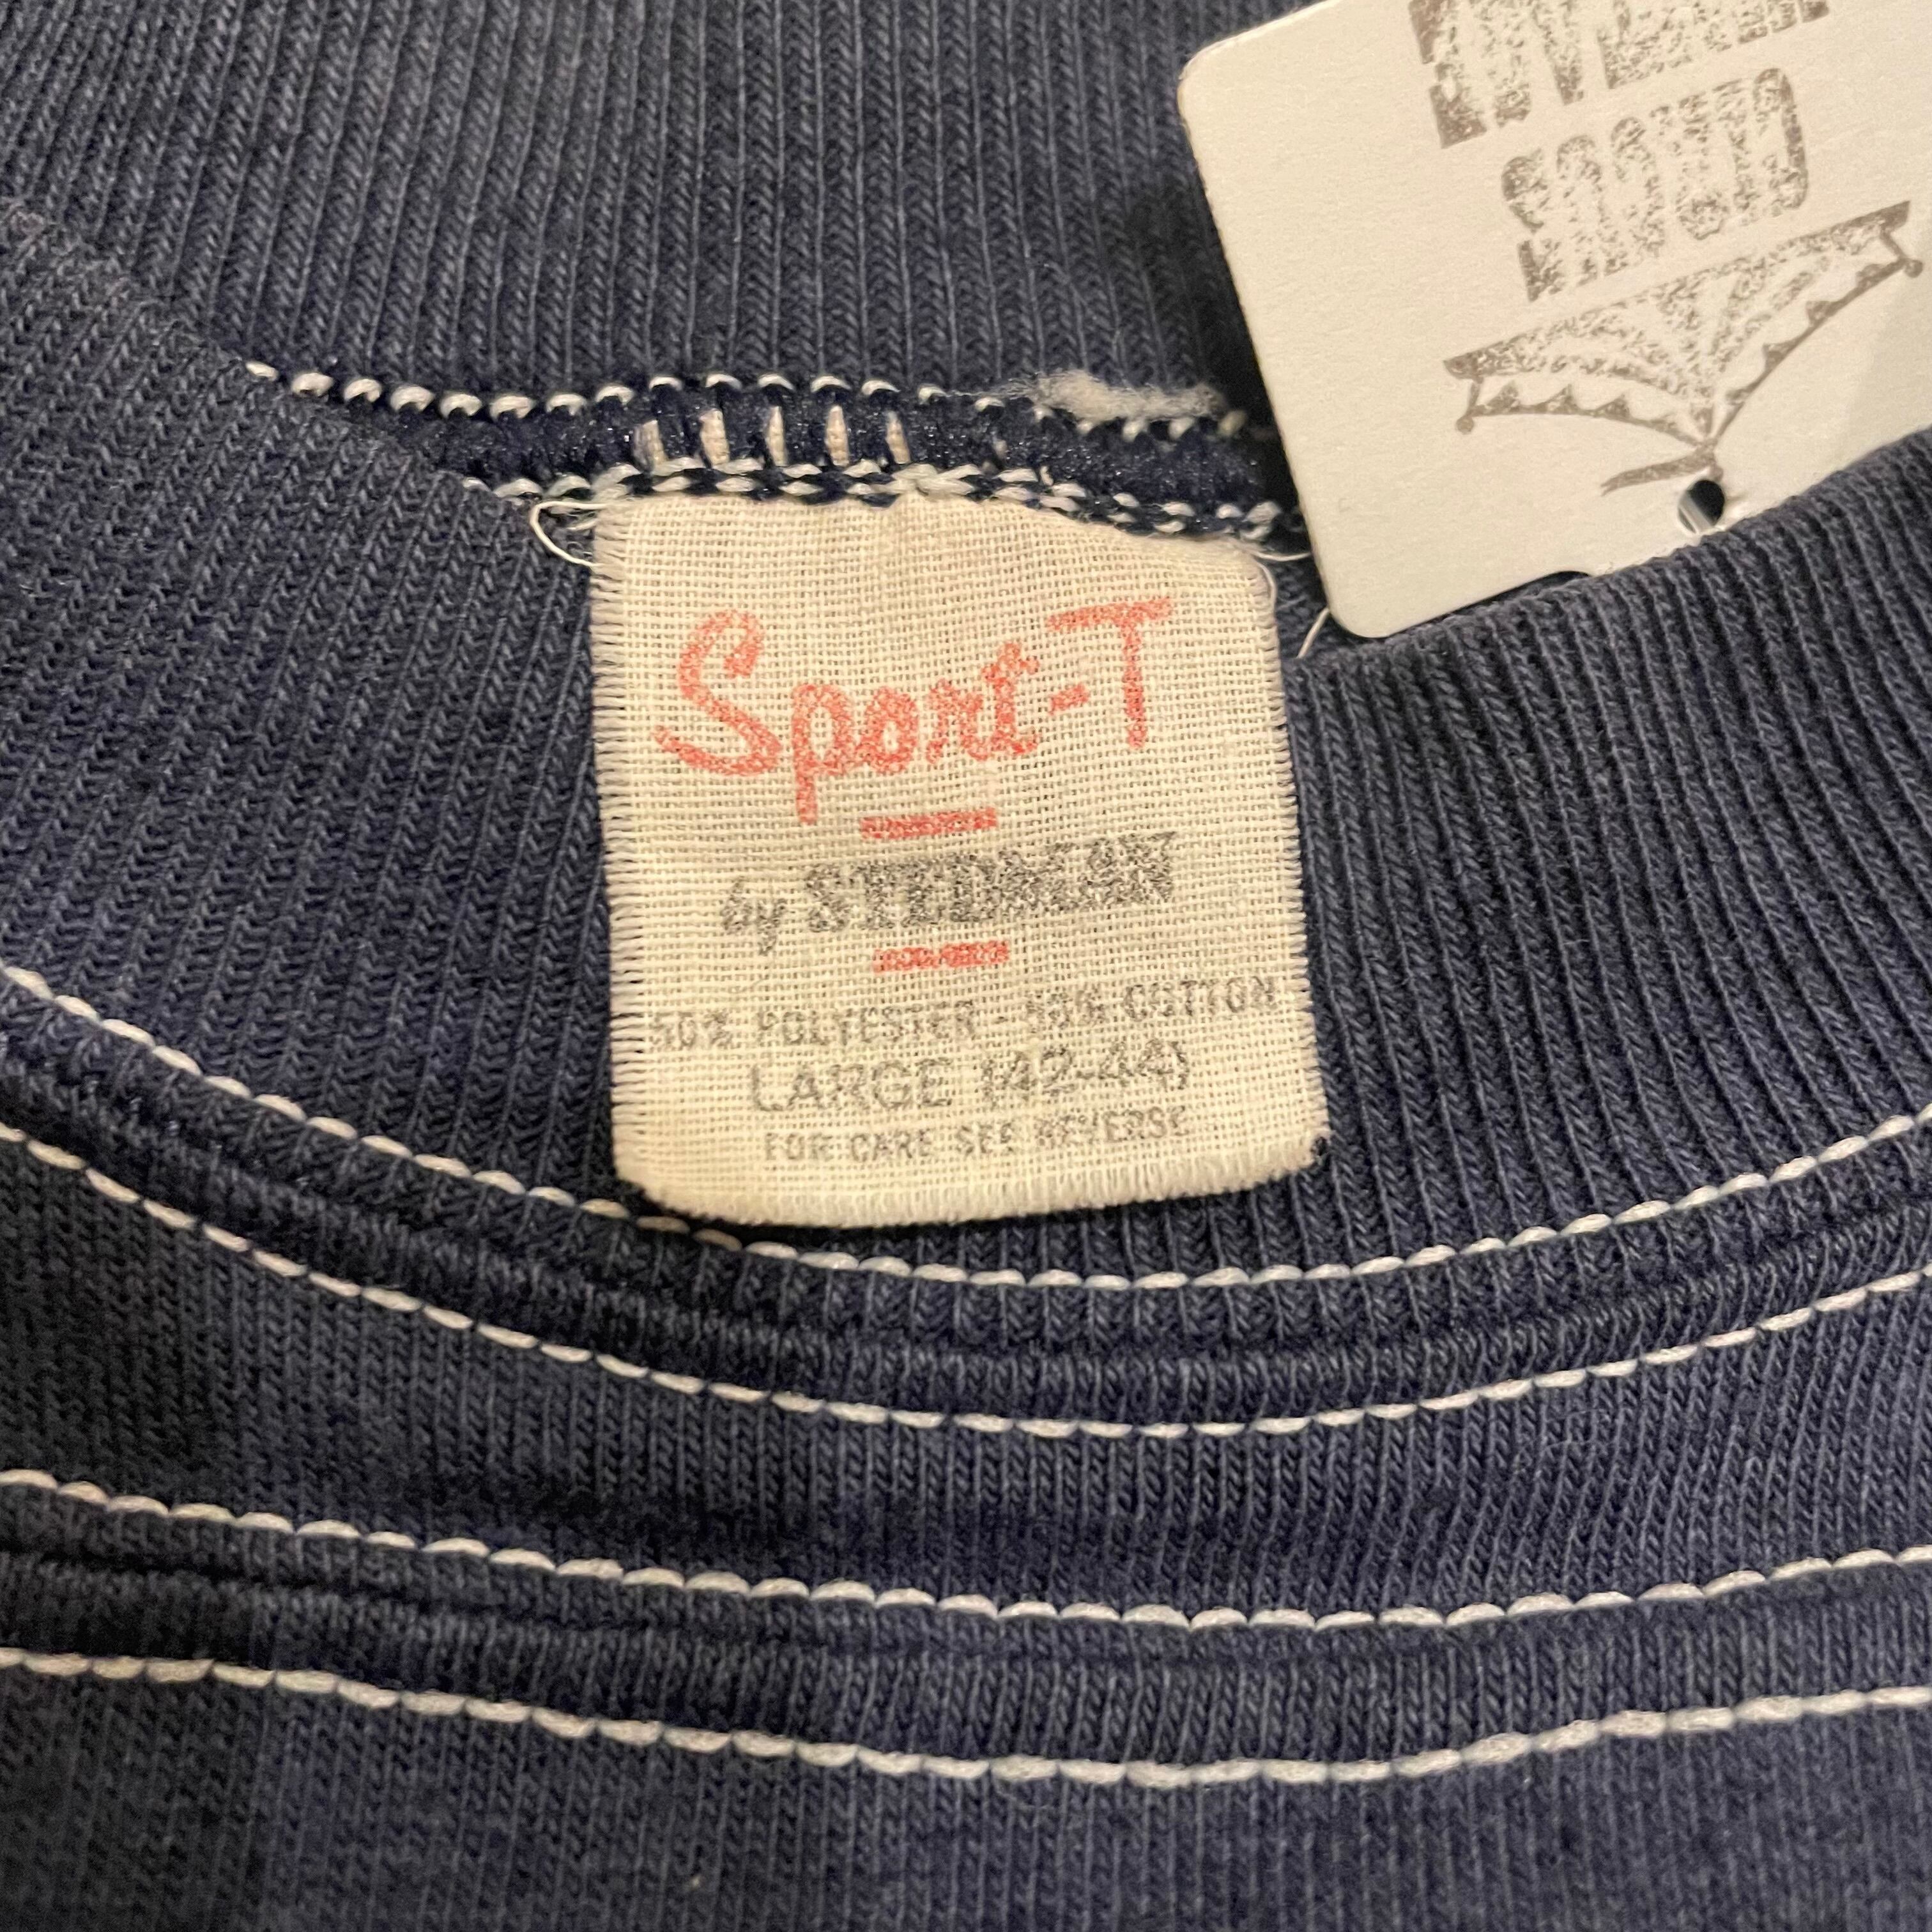 Sport-T
by STEDMAN
50% POLYESTER - 50% COTTON
LARGE (42-44)
FOR CARE SEE REVERSE